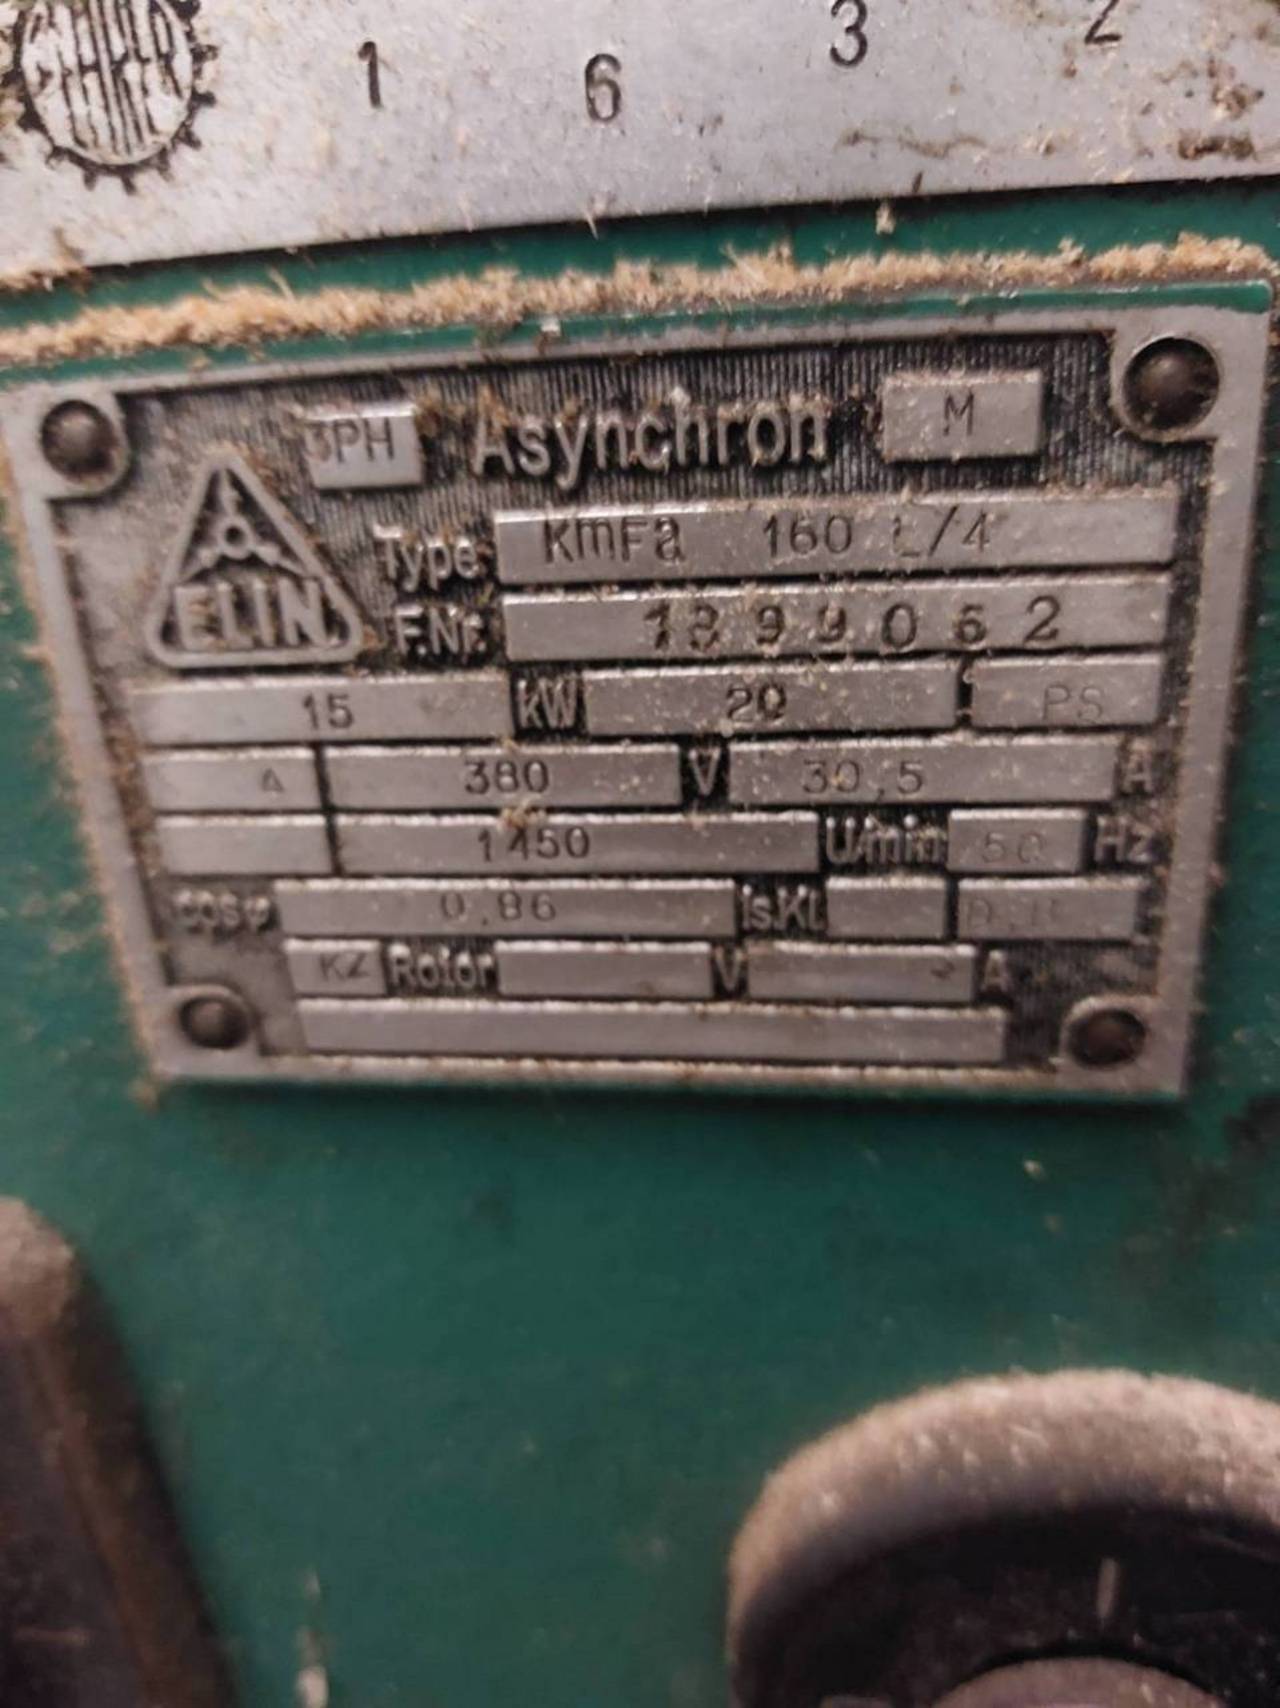 1 6 3 2
3PH Asynchron M
ELIN
Type KmFa 160 L/4
F.Nr. 1899062
15 kW 20 PS
380 V 30,5 A
1450 U/min 50 Hz
cosφ 0,86 Is.Kl.
KZ Rotor V A